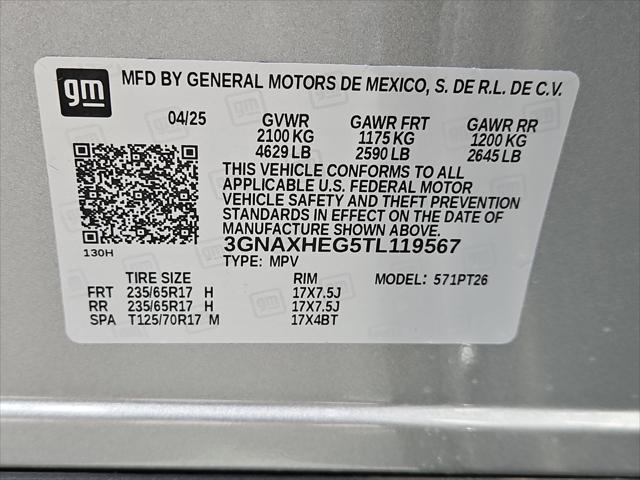 gm MFD BY GENERAL MOTORS DE MEXICO, S. DE R.L. DE C.V.
04/25 GVWR GAWR FRT GAWR RR
2100 KG 1175 KG 1200 KG
4629 LB 2590 LB 2645 LB
THIS VEHICLE CONFORMS TO ALL
APPLICABLE U.S. FEDERAL MOTOR
VEHICLE SAFETY AND THEFT PREVENTION
STANDARDS IN EFFECT ON THE DATE OF
MANUFACTURE SHOWN ABOVE.
3GNAXHEG5TL119567
130H TYPE: MPV
TIRE SIZE RIM MODEL: 571PT26
FRT 235/65R17 H 17X7.5J
RR 235/65R17 H 17X7.5J
SPA T125/70R17 M 17X4BT